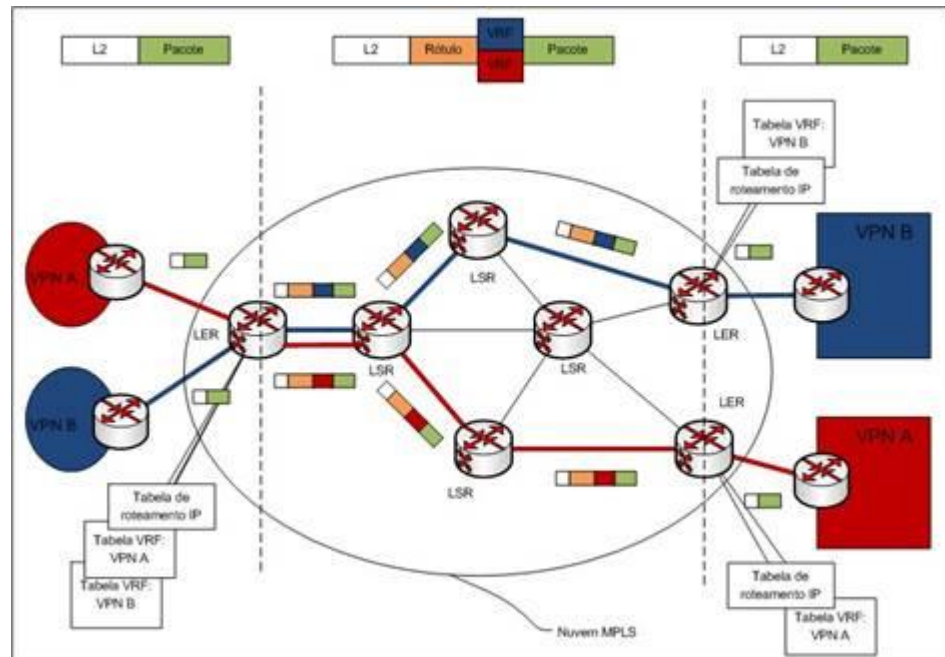 L2 Pacote
L2 Rótulo VRF Pacote
VRF
L2 Pacote
Tabela VRF:
VPN B
Tabela de
roteamento IP
VPN A
VPN B
LSR
VPN B
LER
LSR
LSR
LER
LER
VPN B
VPN A
LSR
Tabela de
roteamento IP
Tabela VRF:
VPN A
Tabela VRF:
VPN B
Tabela de
roteamento IP
Tabela VRF:
VPN A
Nuvem MPLS